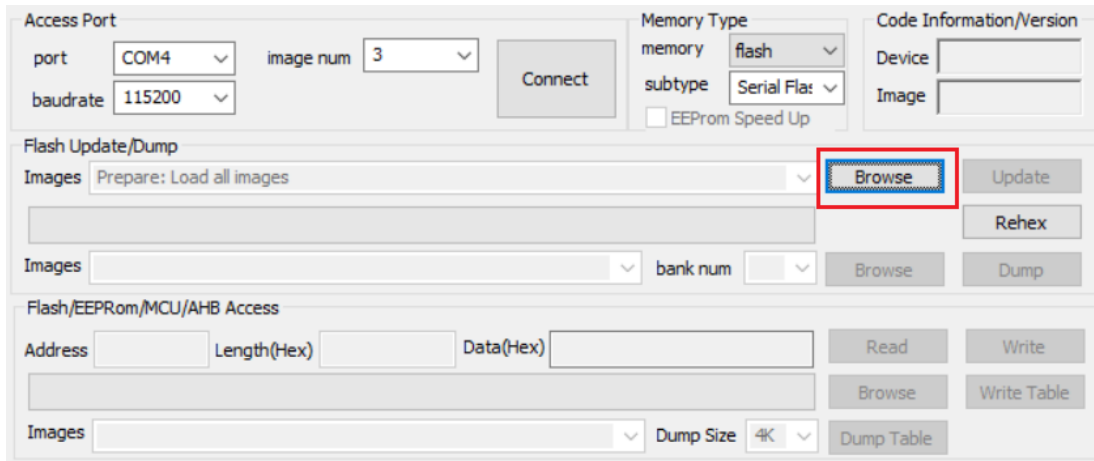 Access Port
Memory Type
Code Information/Version
port COM4 image num 3 Connect
memory flash
Device
baudrate 115200
subtype Serial Flas
Image
EEProm Speed Up
Flash Update/Dump
Images Prepare: Load all images Browse Update
Rehex
Images bank num Browse Dump
Flash/EEPRom/MCU/AHB Access
Address Length(Hex) Data(Hex) Read Write
Browse Write Table
Images Dump Size 4K Dump Table